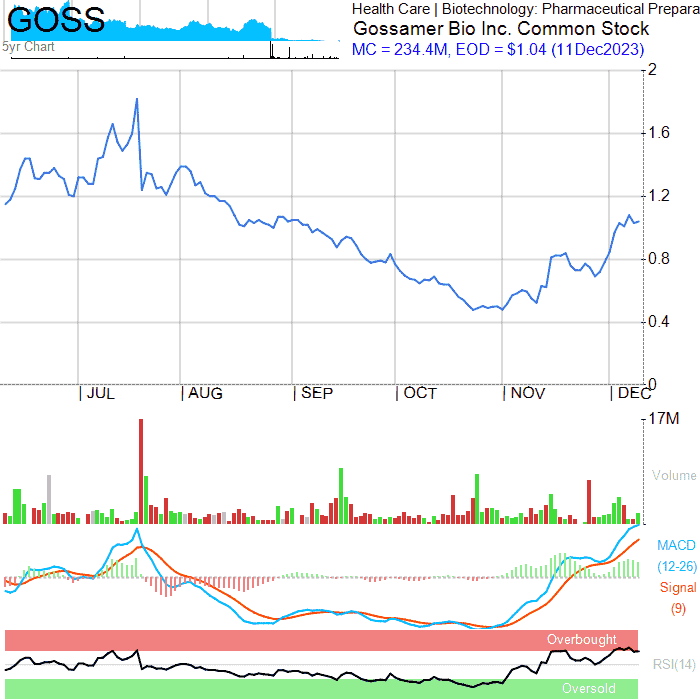 GOSS
5yr Chart
Health Care | Biotechnology: Pharmaceutical Prepara
Gossamer Bio Inc. Common Stock
MC = 234.4M, EOD = $1.04 (11Dec2023)
2
1.6
1.2
0.8
0.4
0
| JUL | AUG | SEP | OCT | NOV | DEC
17M
Volume
MACD
(12-26)
Signal
(9)
Overbought
RSI(14)
Oversold